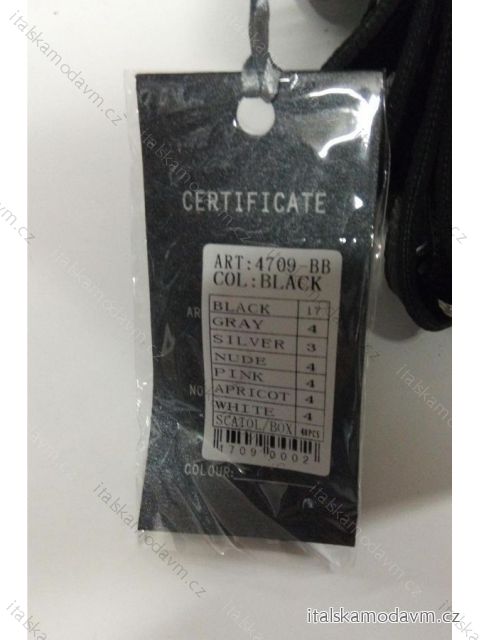 CERTIFICATE
ART:4709-BB
COL:BLACK
BLACK 17
GRAY 4
SILVER 3
NUDE 4
PINK 4
APRICOT 4
WHITE 4
SCATOL/BOX
4709 0002
COLOUR:
italskamodavm.cz